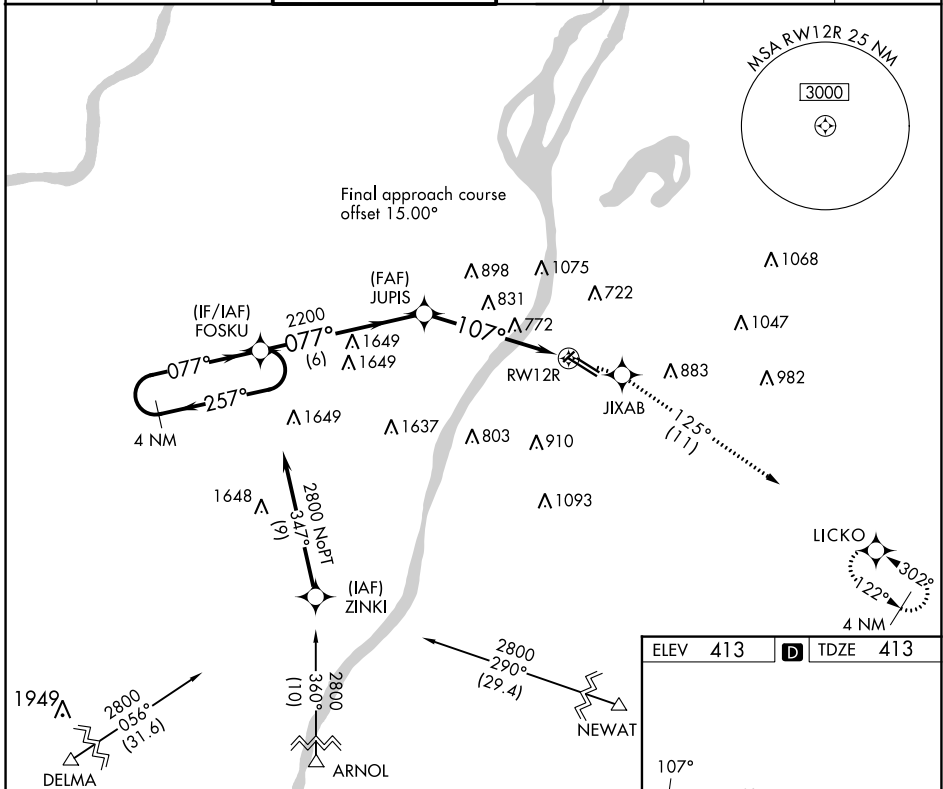 MSA RW12R 25 NM
3000
Final approach course
offset 15.00°
1068
898
1075
(FAF)
JUPIS
722
831
(IF/IAF)
FOSKU
2200
077°
(6)
1649
1649
107°
772
1047
077°
257°
4 NM
RW12R
JIXAB
883
982
125°
(11)
1649
1637
803
910
1648
1093
2800 NoPT
347°
(9)
(IAF)
ZINKI
LICKO
302°
122°
4 NM
ELEV 413
D
TDZE 413
2800
290°
(29.4)
NEWAT
2800
360°
(10)
ARNOL
1949
2800
056°
(31.6)
DELMA
107°